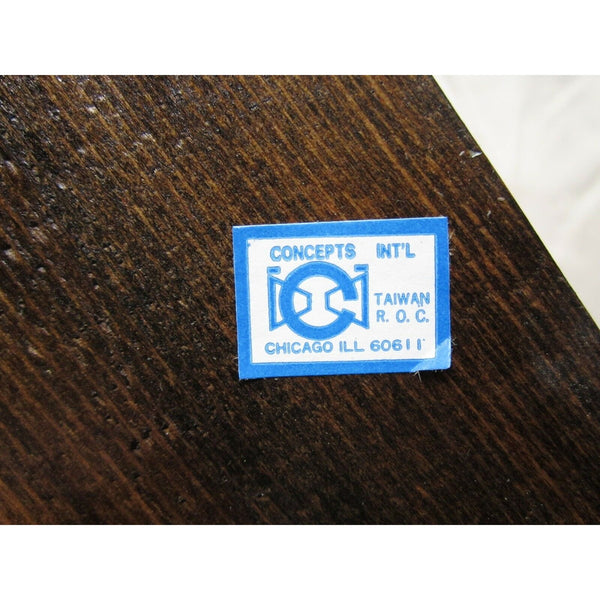 CONCEPTS INT'L
C
TAIWAN
R. O. C.
CHICAGO ILL 60611